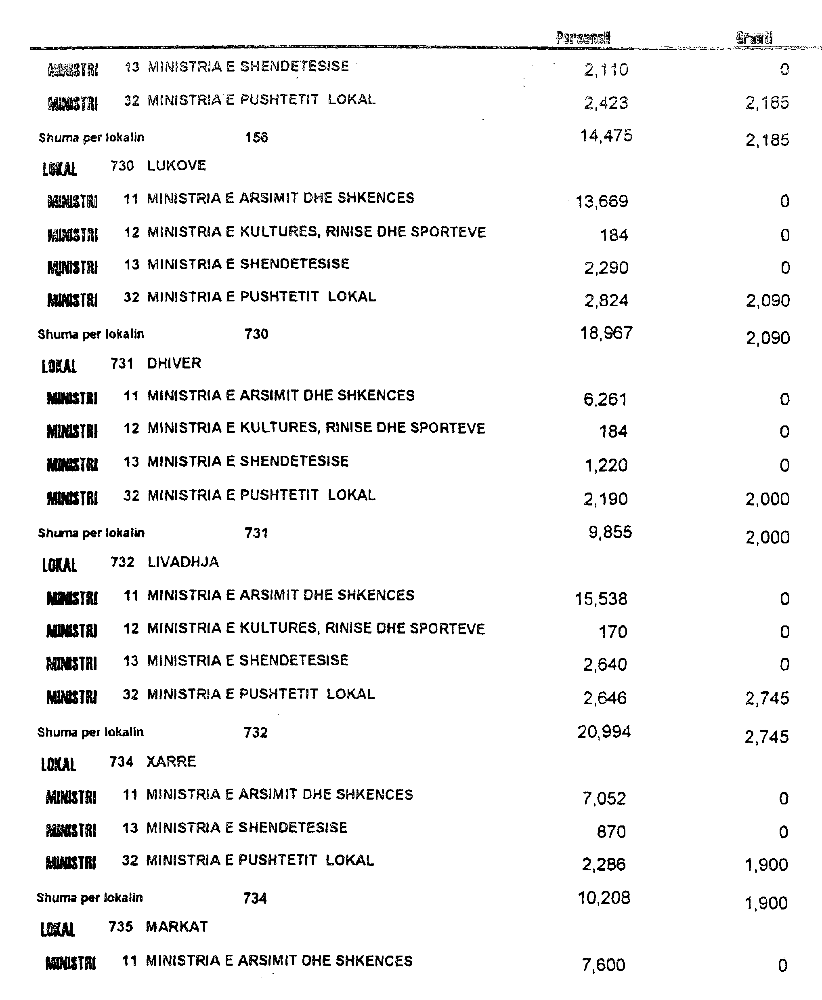 Personeli Granti
MINISTRI 13 MINISTRIA E SHENDETESISE 2,110 0
MINISTRI 32 MINISTRIA E PUSHTETIT LOKAL 2,423 2,185
Shuma per lokalin 156 14,475 2,185
LOKAL 730 LUKOVE
MINISTRI 11 MINISTRIA E ARSIMIT DHE SHKENCES 13,669 0
MINISTRI 12 MINISTRIA E KULTURES, RINISE DHE SPORTEVE 184 0
MINISTRI 13 MINISTRIA E SHENDETESISE 2,290 0
MINISTRI 32 MINISTRIA E PUSHTETIT LOKAL 2,824 2,090
Shuma per lokalin 730 18,967 2,090
LOKAL 731 DHIVER
MINISTRI 11 MINISTRIA E ARSIMIT DHE SHKENCES 6,261 0
MINISTRI 12 MINISTRIA E KULTURES, RINISE DHE SPORTEVE 184 0
MINISTRI 13 MINISTRIA E SHENDETESISE 1,220 0
MINISTRI 32 MINISTRIA E PUSHTETIT LOKAL 2,190 2,000
Shuma per lokalin 731 9,855 2,000
LOKAL 732 LIVADHJA
MINISTRI 11 MINISTRIA E ARSIMIT DHE SHKENCES 15,538 0
MINISTRI 12 MINISTRIA E KULTURES, RINISE DHE SPORTEVE 170 0
MINISTRI 13 MINISTRIA E SHENDETESISE 2,640 0
MINISTRI 32 MINISTRIA E PUSHTETIT LOKAL 2,646 2,745
Shuma per lokalin 732 20,994 2,745
LOKAL 734 XARRE
MINISTRI 11 MINISTRIA E ARSIMIT DHE SHKENCES 7,052 0
MINISTRI 13 MINISTRIA E SHENDETESISE 870 0
MINISTRI 32 MINISTRIA E PUSHTETIT LOKAL 2,286 1,900
Shuma per lokalin 734 10,208 1,900
LOKAL 735 MARKAT
MINISTRI 11 MINISTRIA E ARSIMIT DHE SHKENCES 7,600 0